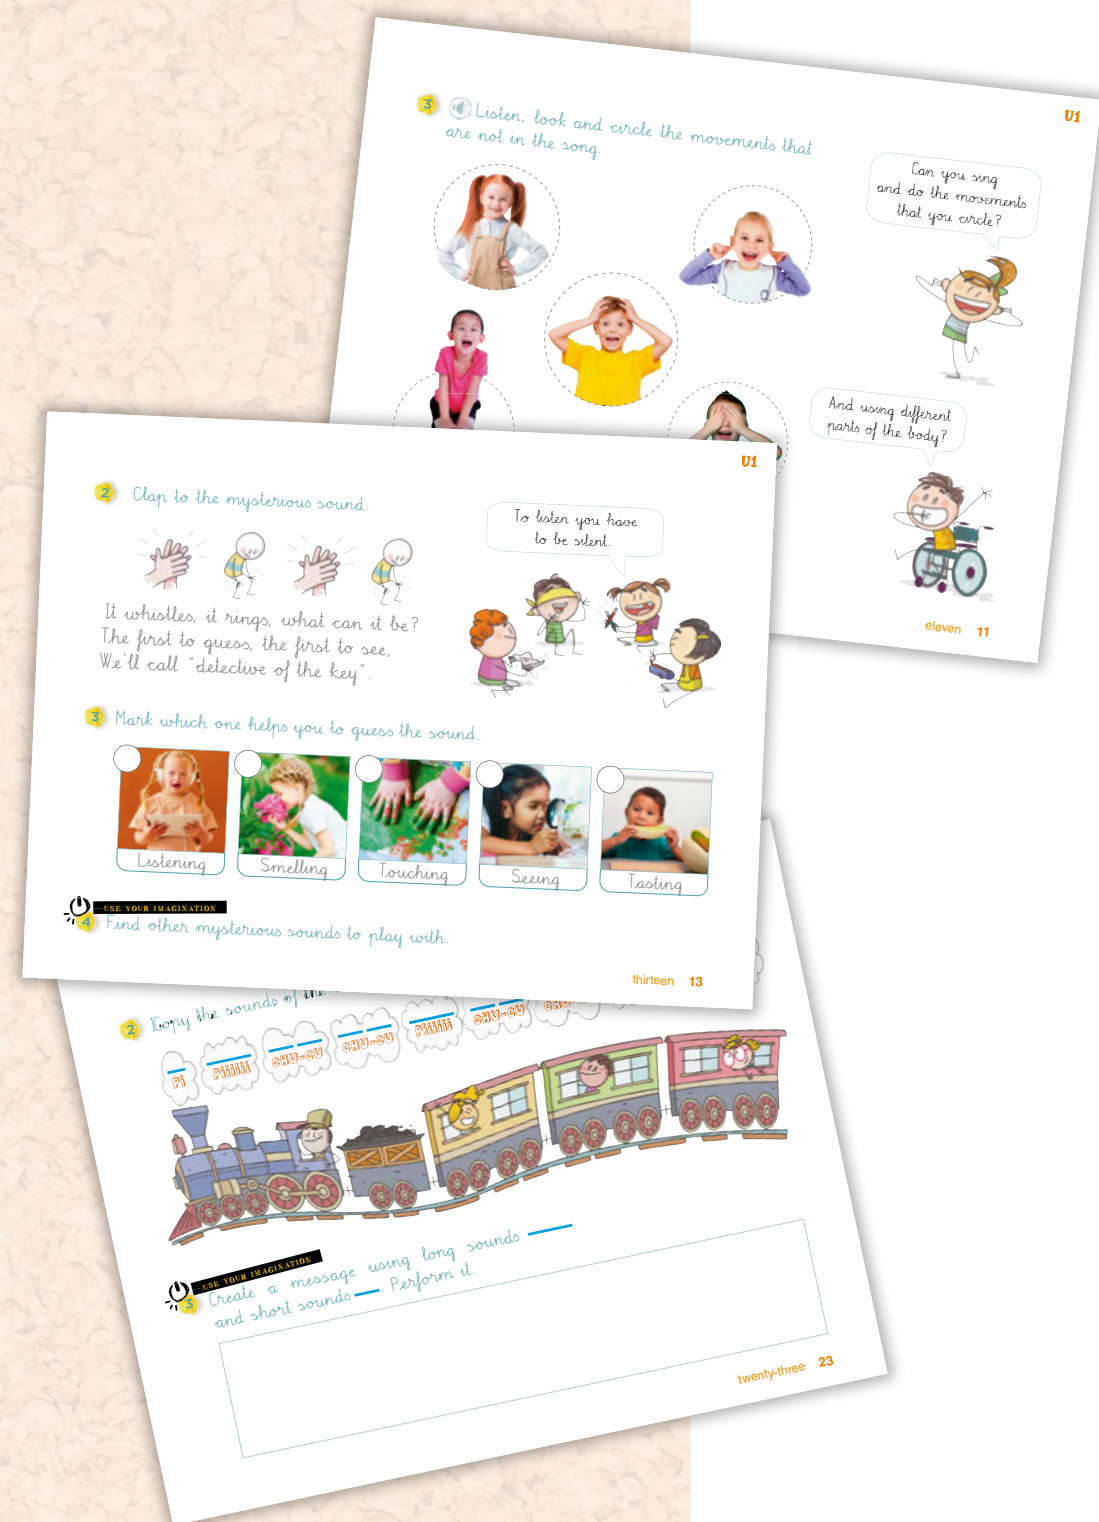 U1
3 Listen, look and circle the movements that
are not in the song.
Can you sing
and do the movements
that you circle?
And using different
parts of the body?
eleven 11
U1
2 Clap to the mysterious sound.
To listen you have
to be silent.
It whistles, it rings, what can it be?
The first to guess, the first to see,
We'll call "detective of the key".
3 Mark which one helps you to guess the sound.
Listening
Smelling
Touching
Seeing
Tasting
USE YOUR IMAGINATION
4 Find other mysterious sounds to play with.
thirteen 13
2 Copy the sounds of the
Pi
Piiiiii
CHU-CU
CHU-CU
Piiiiii
CHU-CU
USE YOUR IMAGINATION
3 Create a message using long sounds
and short sounds . Perform it.
twenty-three 23